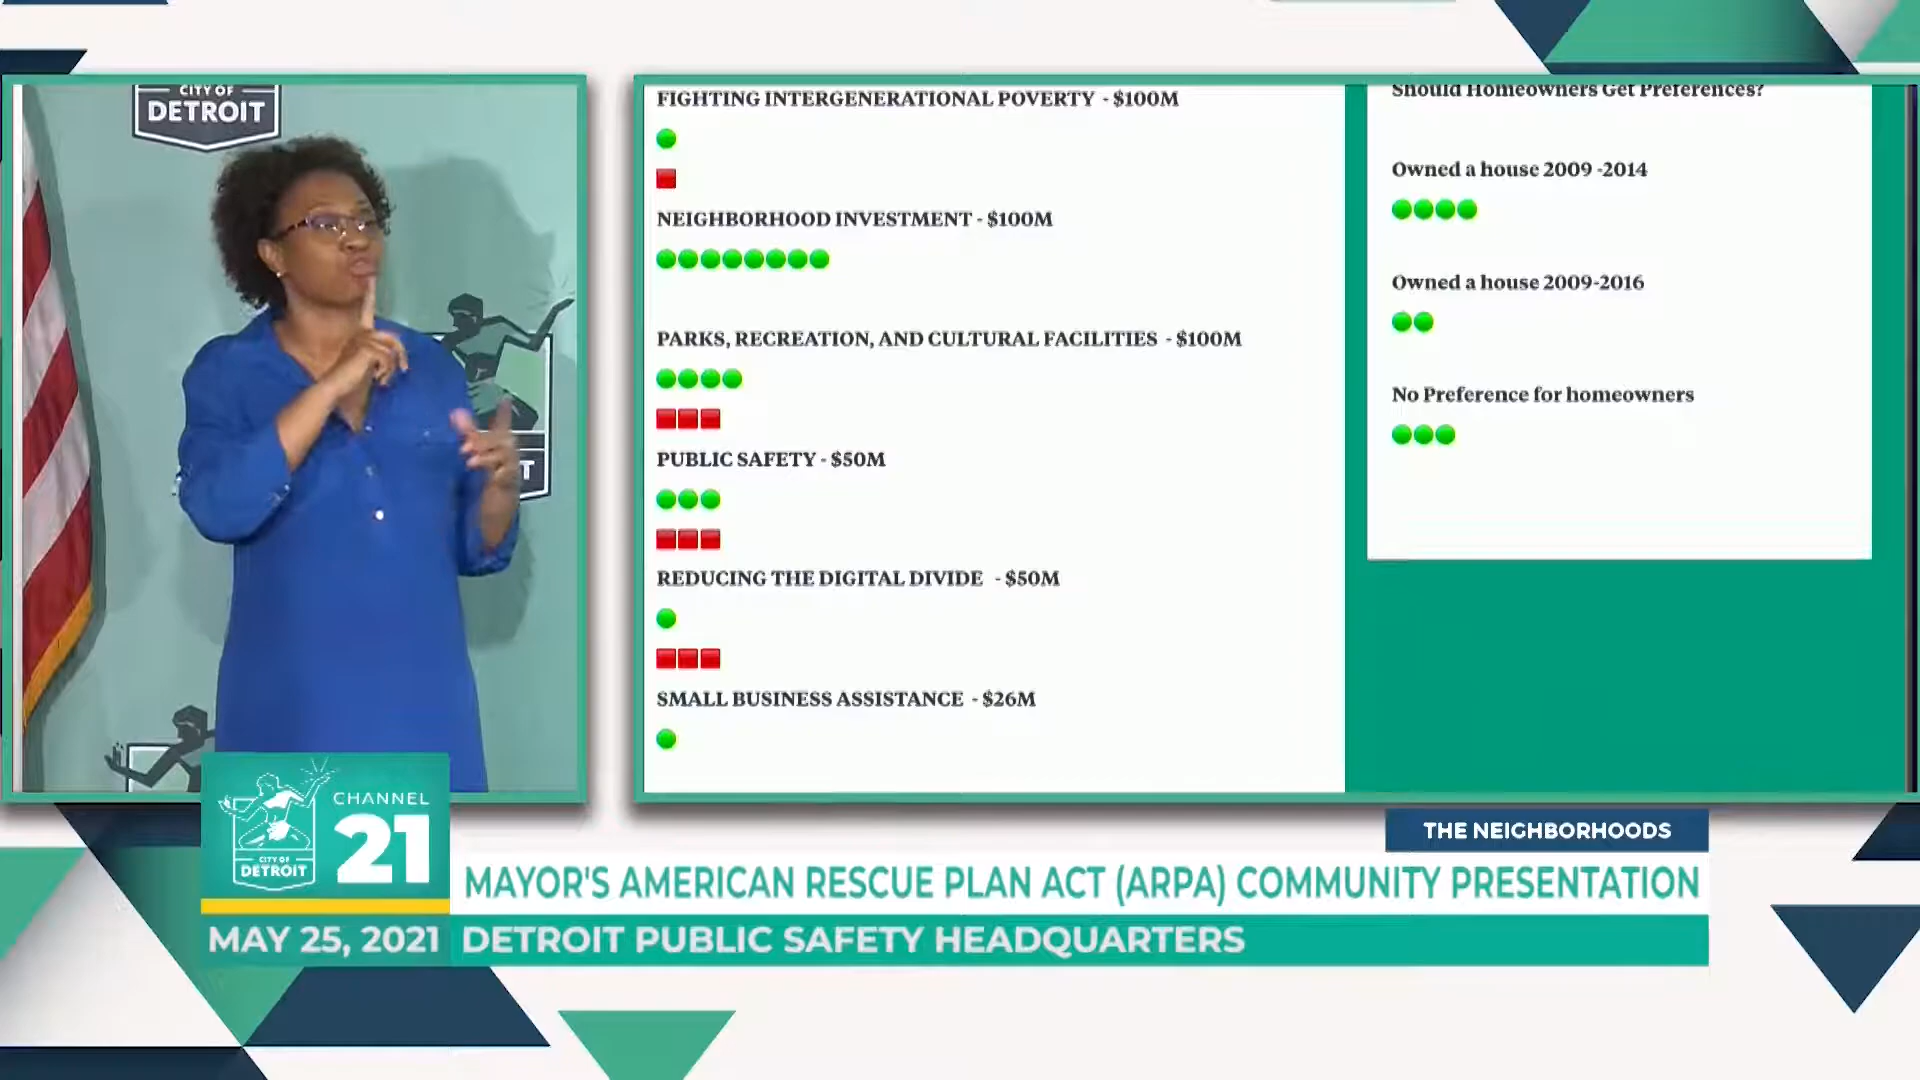 CITY OF
DETROIT
T
FIGHTING INTERGENERATIONAL POVERTY - $100M
NEIGHBORHOOD INVESTMENT - $100M
PARKS, RECREATION, AND CULTURAL FACILITIES - $100M
PUBLIC SAFETY - $50M
REDUCING THE DIGITAL DIVIDE - $50M
SMALL BUSINESS ASSISTANCE - $26M
Should Homeowners Get Preferences?
Owned a house 2009 -2014
Owned a house 2009-2016
No Preference for homeowners
CHANNEL
21
CITY OF
DETROIT
THE NEIGHBORHOODS
MAYOR'S AMERICAN RESCUE PLAN ACT (ARPA) COMMUNITY PRESENTATION
MAY 25, 2021
DETROIT PUBLIC SAFETY HEADQUARTERS